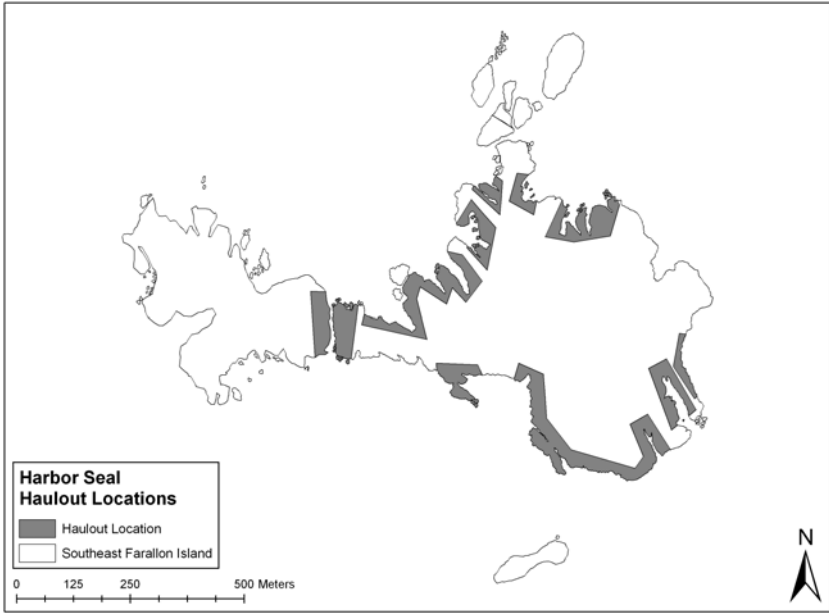 N
Harbor Seal
Haulout Locations
Haulout Location
Southeast Farallon Island
0 125 250 500 Meters